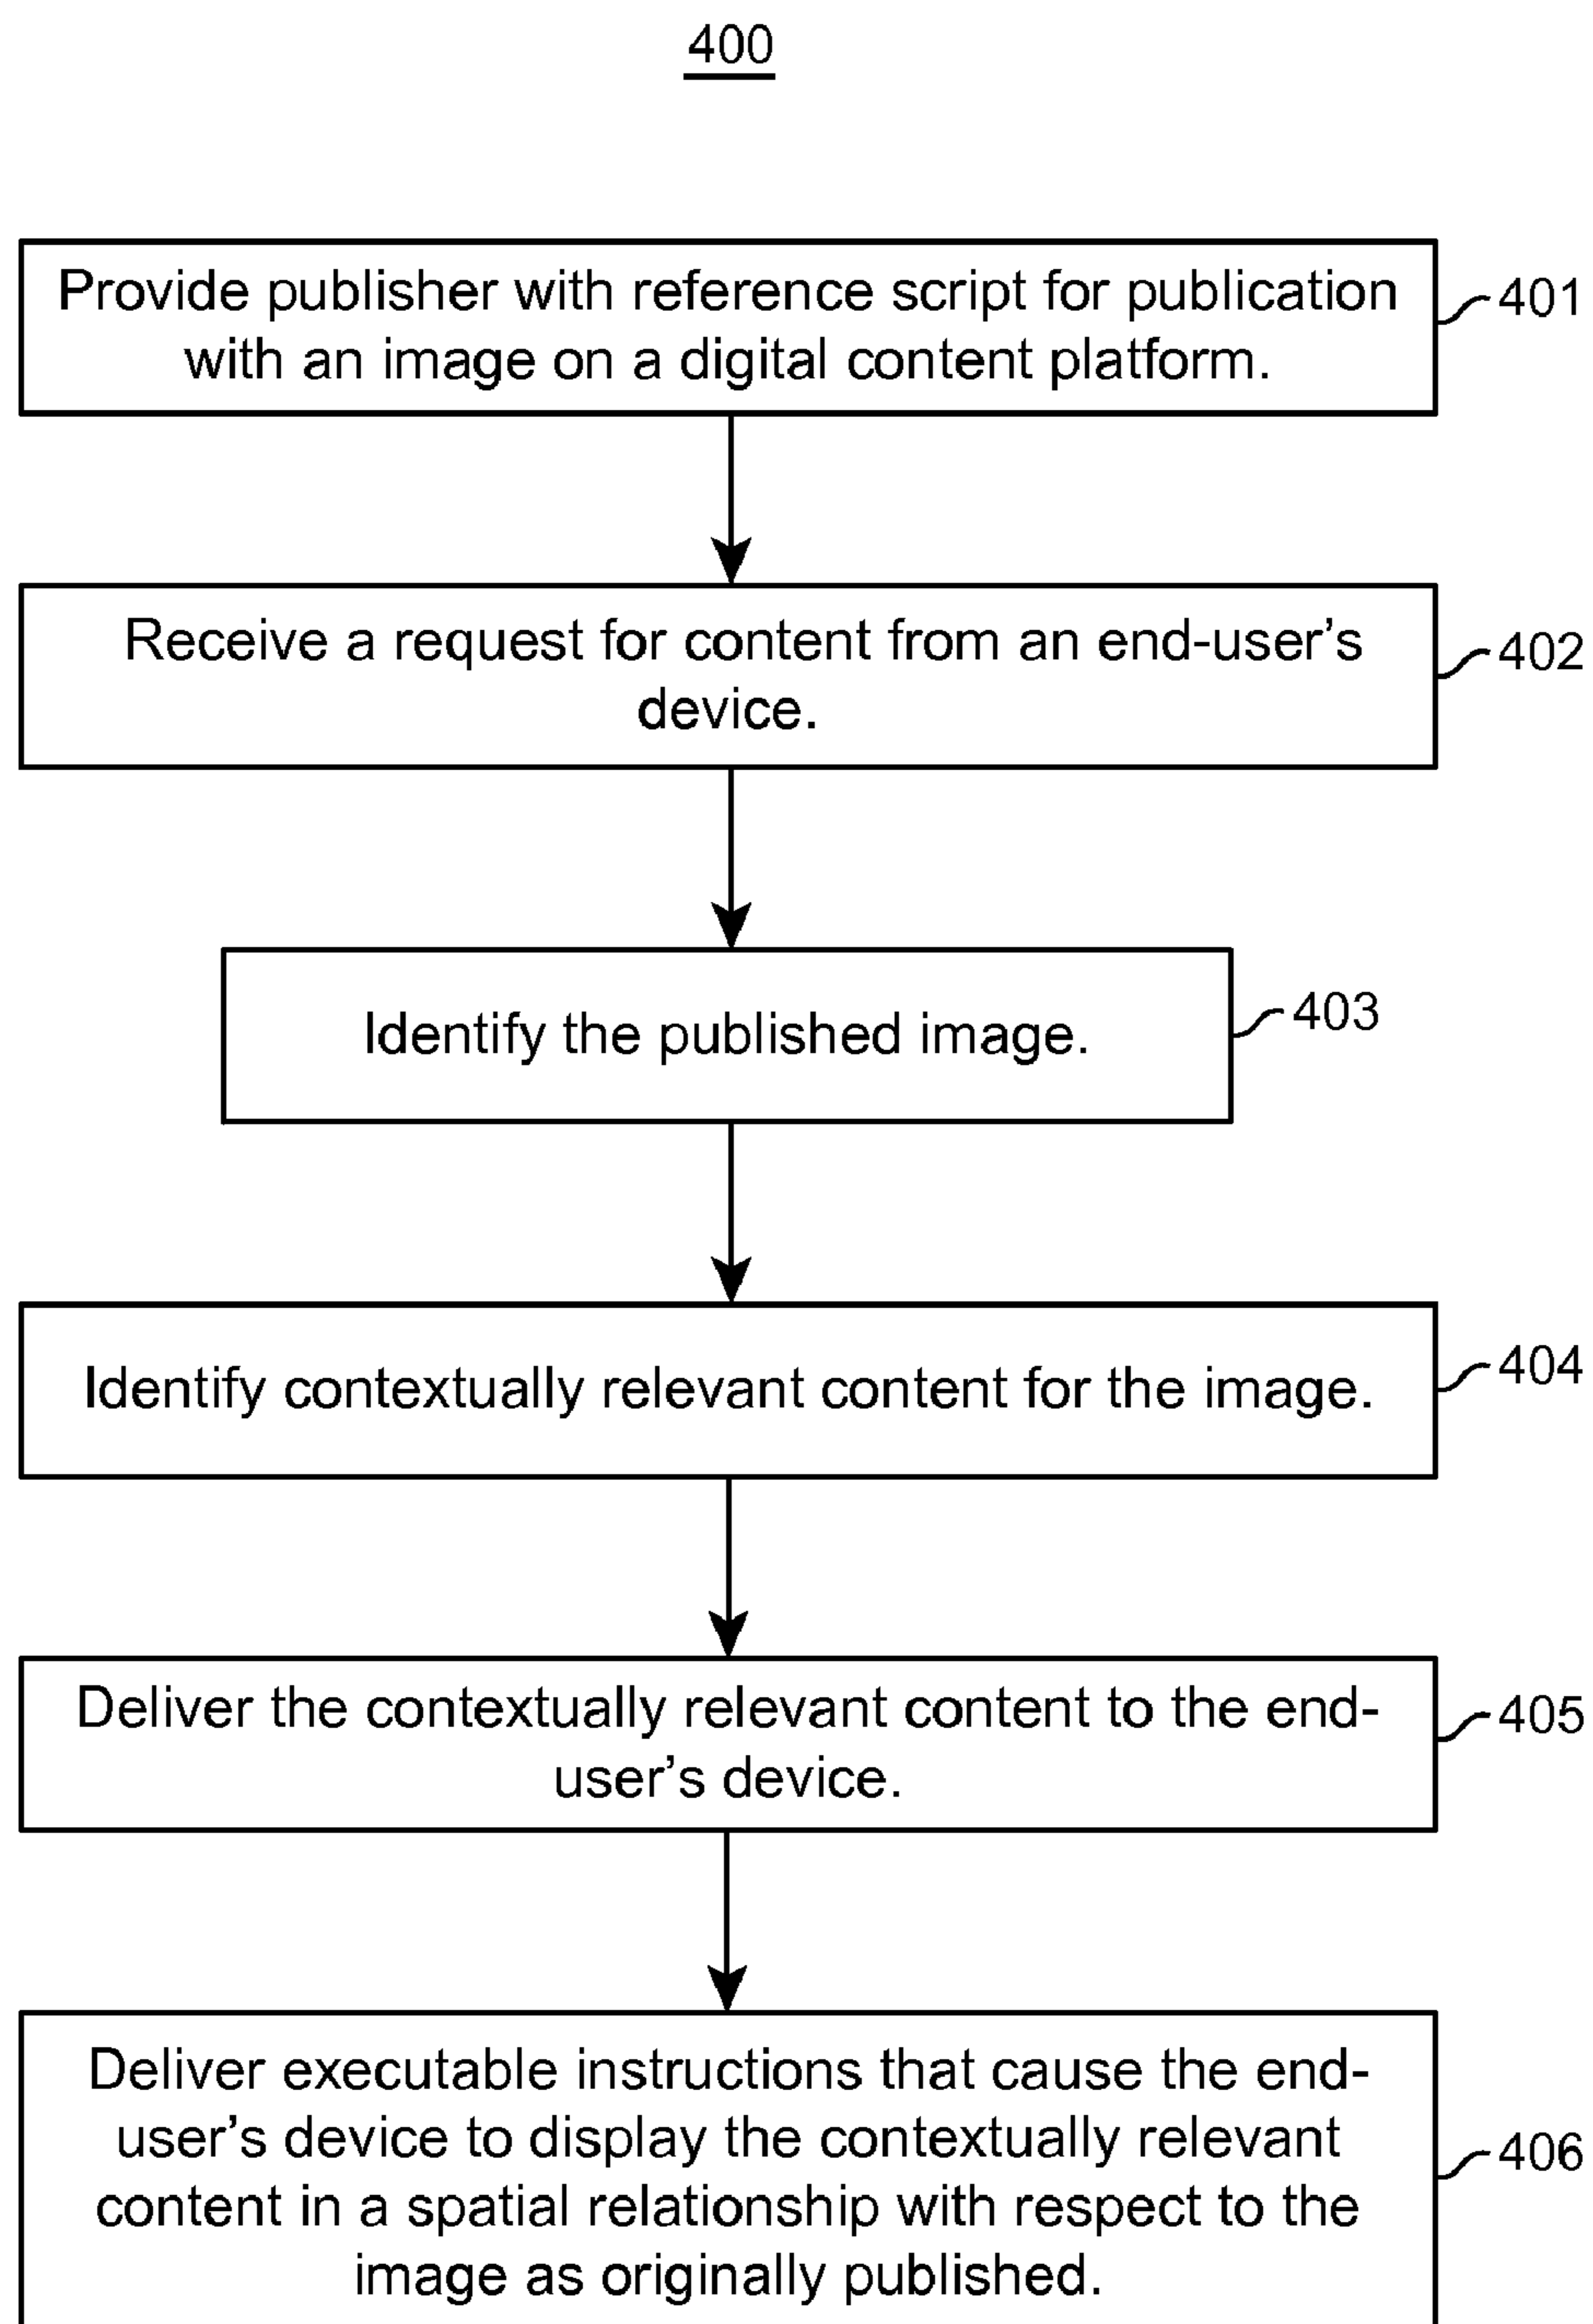 400
Provide publisher with reference script for publication
with an image on a digital content platform.
401
Receive a request for content from an end-user’s
device.
402
Identify the published image.
403
Identify contextually relevant content for the image.
404
Deliver the contextually relevant content to the end-
user’s device.
405
Deliver executable instructions that cause the end-
user’s device to display the contextually relevant
content in a spatial relationship with respect to the
image as originally published.
406